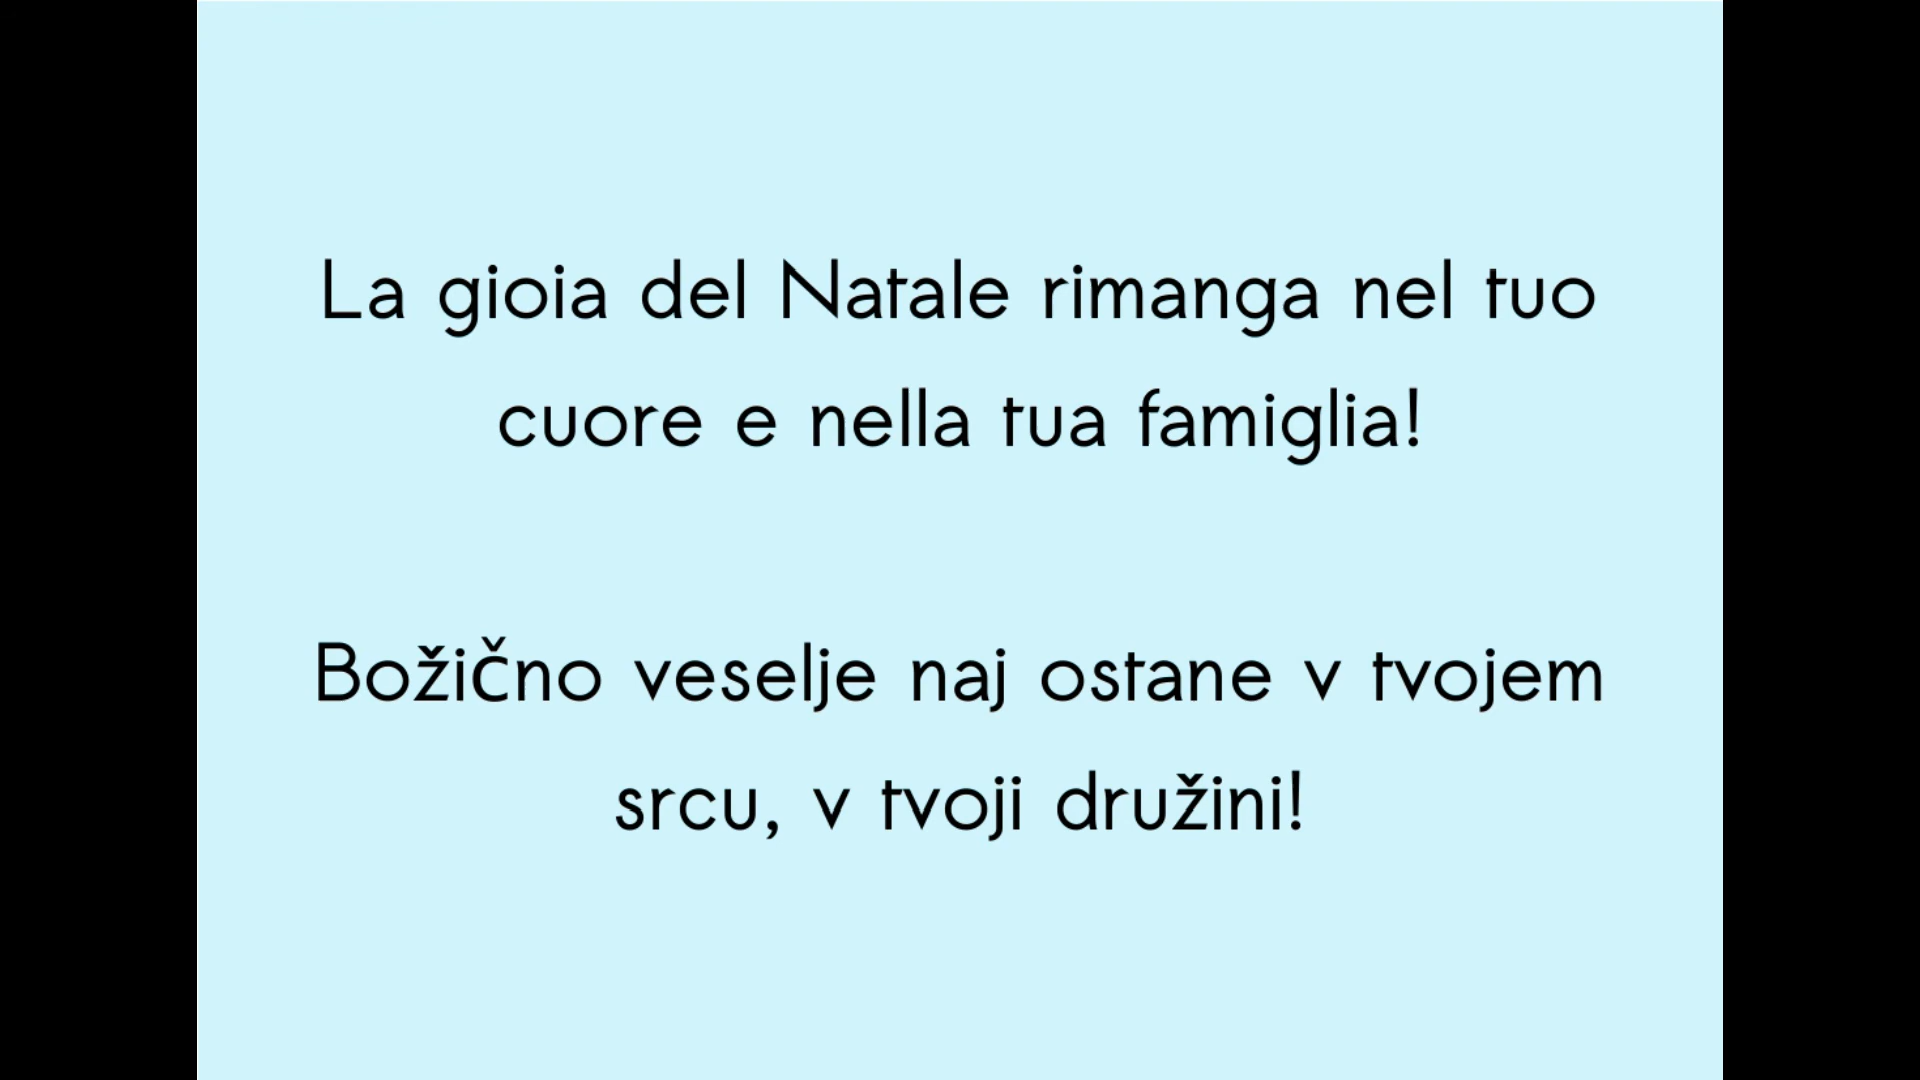 La gioia del Natale rimanga nel tuo
cuore e nella tua famiglia!
Božično veselje naj ostane v tvojem
srcu, v tvoji družini!